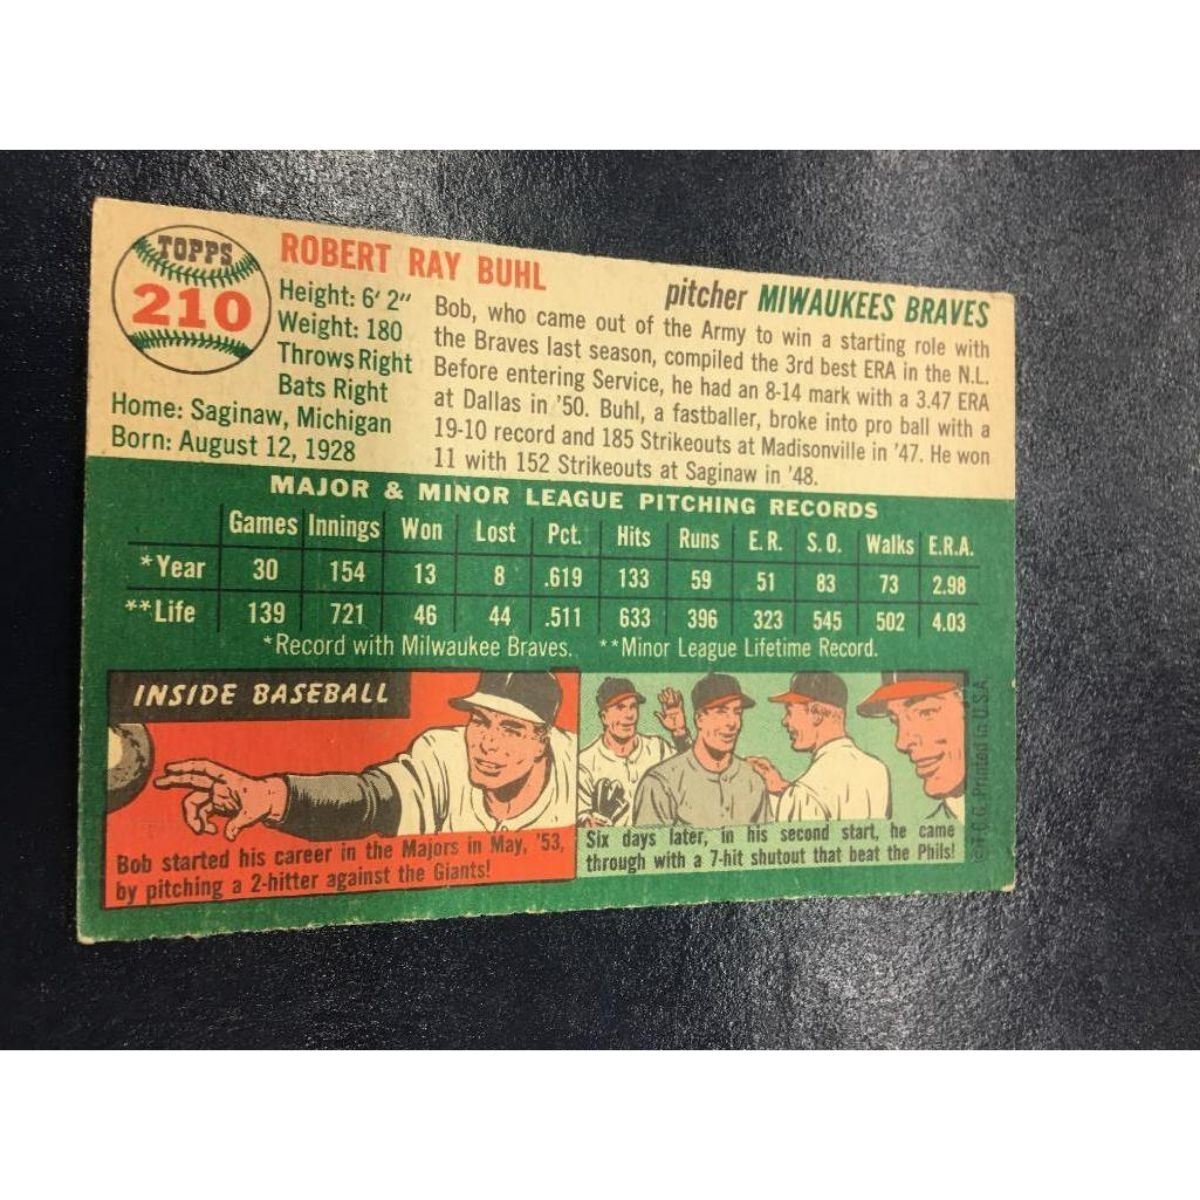 TOPPS
210
ROBERT RAY BUHL
pitcher MIWAUKEES BRAVES
Height: 6' 2"
Weight: 180
Throws Right
Bats Right
Home: Saginaw, Michigan
Born: August 12, 1928
Bob, who came out of the Army to win a starting role with
the Braves last season, compiled the 3rd best ERA in the N.L.
Before entering Service, he had an 8-14 mark with a 3.47 ERA
at Dallas in '50. Buhl, a fastballer, broke into pro ball with a
19-10 record and 185 Strikeouts at Madisonville in '47. He won
11 with 152 Strikeouts at Saginaw in '48.
MAJOR & MINOR LEAGUE PITCHING RECORDS
Games Innings Won Lost Pct. Hits Runs E.R. S.O. Walks E.R.A.
*Year 30 154 13 8 .619 133 59 51 83 73 2.98
**Life 139 721 46 44 .511 633 396 323 545 502 4.03
*Record with Milwaukee Braves. **Minor League Lifetime Record.
INSIDE BASEBALL
Bob started his career in the Majors in May, '53,
by pitching a 2-hitter against the Giants!
Six days later, in his second start, he came
through with a 7-hit shutout that beat the Phils!
©T.C.G. Printed in U.S.A.